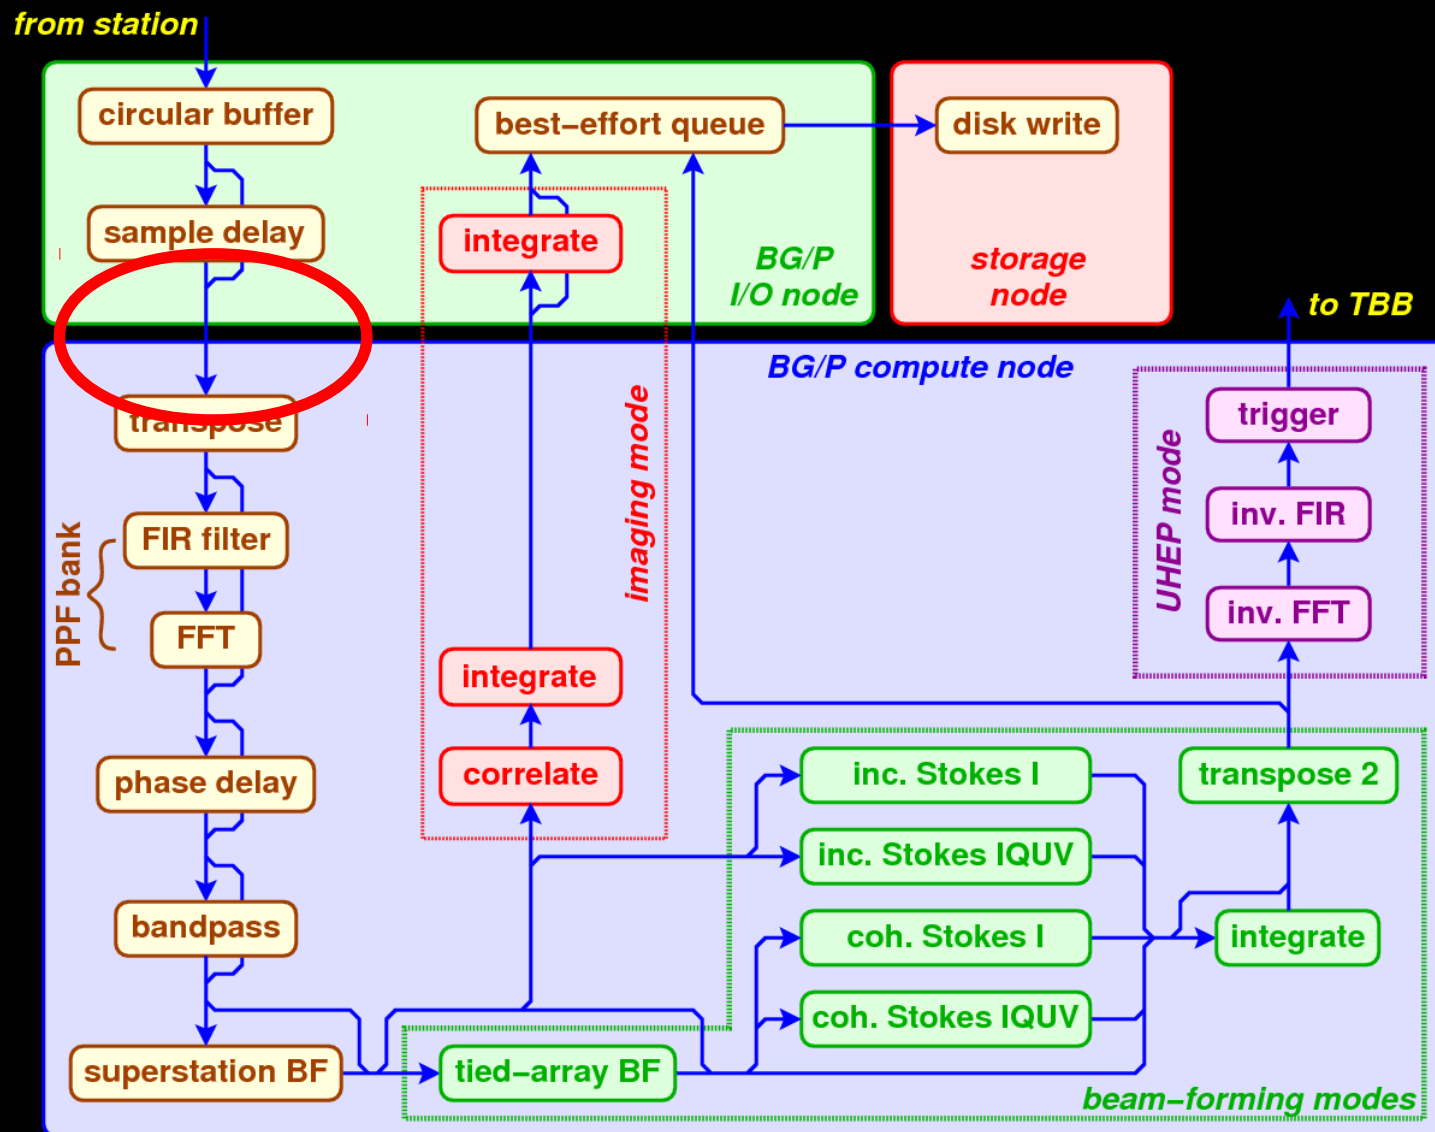 from station
circular buffer
best–effort queue
disk write
sample delay
integrate
BG/P
I/O node
storage
node
to TBB
BG/P compute node
transpose
trigger
imaging mode
UHEP mode
inv. FIR
PPF bank
FIR filter
inv. FFT
FFT
integrate
phase delay
correlate
inc. Stokes I
transpose 2
inc. Stokes IQUV
bandpass
coh. Stokes I
integrate
coh. Stokes IQUV
superstation BF
tied–array BF
beam–forming modes